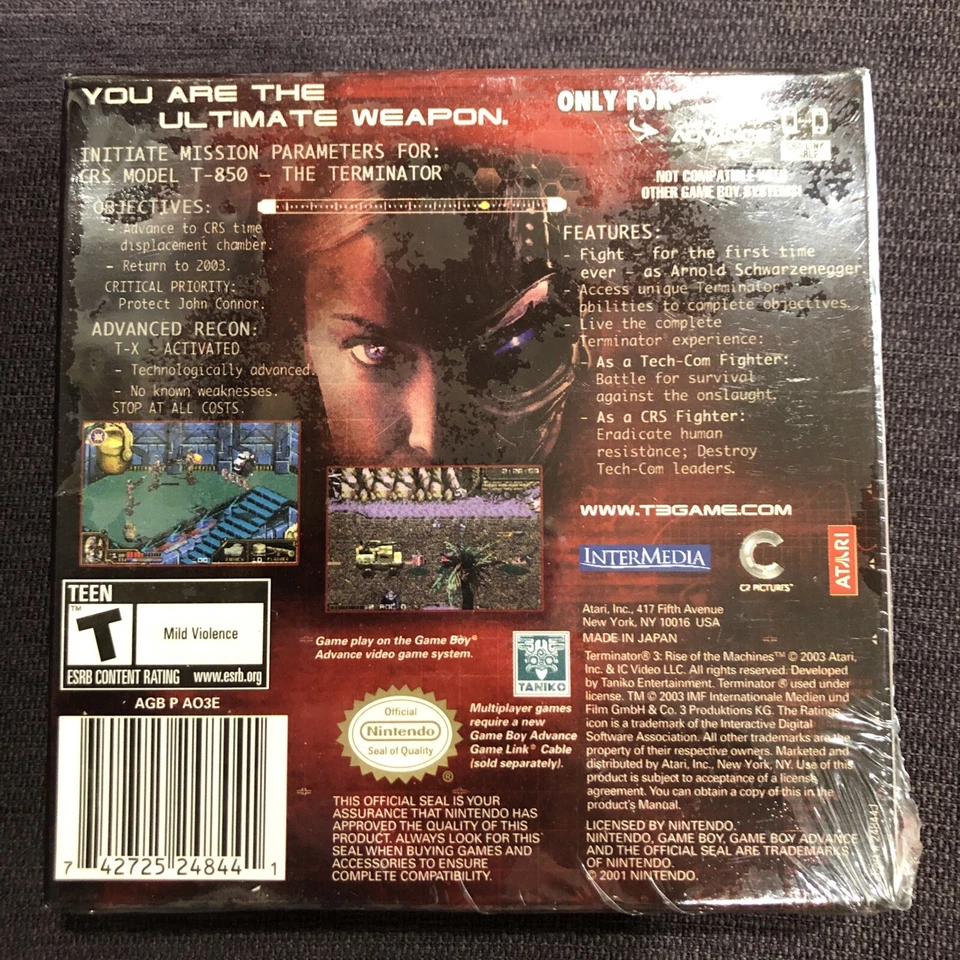 YOU ARE THE
ULTIMATE WEAPON.
INITIATE MISSION PARAMETERS FOR:
CRS MODEL T-850 – THE TERMINATOR
OBJECTIVES:
- Advance to CRS time
displacement chamber.
- Return to 2003.
CRITICAL PRIORITY:
Protect John Connor.
ADVANCED RECON:
T-X - ACTIVATED
- Technologically advanced.
- No known weaknesses.
STOP AT ALL COSTS.
ONLY FOR
ADVANCE
NOT COMPATIBLE WITH
OTHER GAME BOY SYSTEMS!
FEATURES:
- Fight - for the first time
ever - as Arnold Schwarzenegger.
- Access unique Terminator
abilities to complete objectives.
- Live the complete
Terminator experience:
- As a Tech-Com Fighter:
Battle for survival
against the onslaught.
- As a CRS Fighter:
Eradicate human
resistance; Destroy
Tech-Com leaders.
WWW.T3GAME.COM
INTERMEDIA
C2 PICTURES™
ATARI
TEEN
T™
Mild Violence
ESRB CONTENT RATING www.esrb.org
AGB P AO3E
7 42725 24844 1
Game play on the Game Boy®
Advance video game system.
TANIKO
Official
Nintendo
Seal of Quality
®
Multiplayer games
require a new
Game Boy Advance
Game Link® Cable
(sold separately).
THIS OFFICIAL SEAL IS YOUR
ASSURANCE THAT NINTENDO HAS
APPROVED THE QUALITY OF THIS
PRODUCT. ALWAYS LOOK FOR THIS
SEAL WHEN BUYING GAMES AND
ACCESSORIES TO ENSURE
COMPLETE COMPATIBILITY.
Atari, Inc., 417 Fifth Avenue
New York, NY 10016 USA
MADE IN JAPAN
Terminator® 3: Rise of the Machines™ © 2003 Atari,
Inc. & IC Video LLC. All rights reserved. Developed
by Taniko Entertainment. Terminator ® used under
license. TM © 2003 IMF Internationale Medien und
Film GmbH & Co. 3 Produktions KG. The Ratings
icon is a trademark of the Interactive Digital
Software Association. All other trademarks are the
property of their respective owners. Marketed and
distributed by Atari, Inc., New York, NY. Use of this
product is subject to acceptance of a license
agreement. You can obtain a copy of this in the
product's Manual.
LICENSED BY NINTENDO.
NINTENDO, GAME BOY, GAME BOY ADVANCE
AND THE OFFICIAL SEAL ARE TRADEMARKS
OF NINTENDO.
© 2001 NINTENDO.